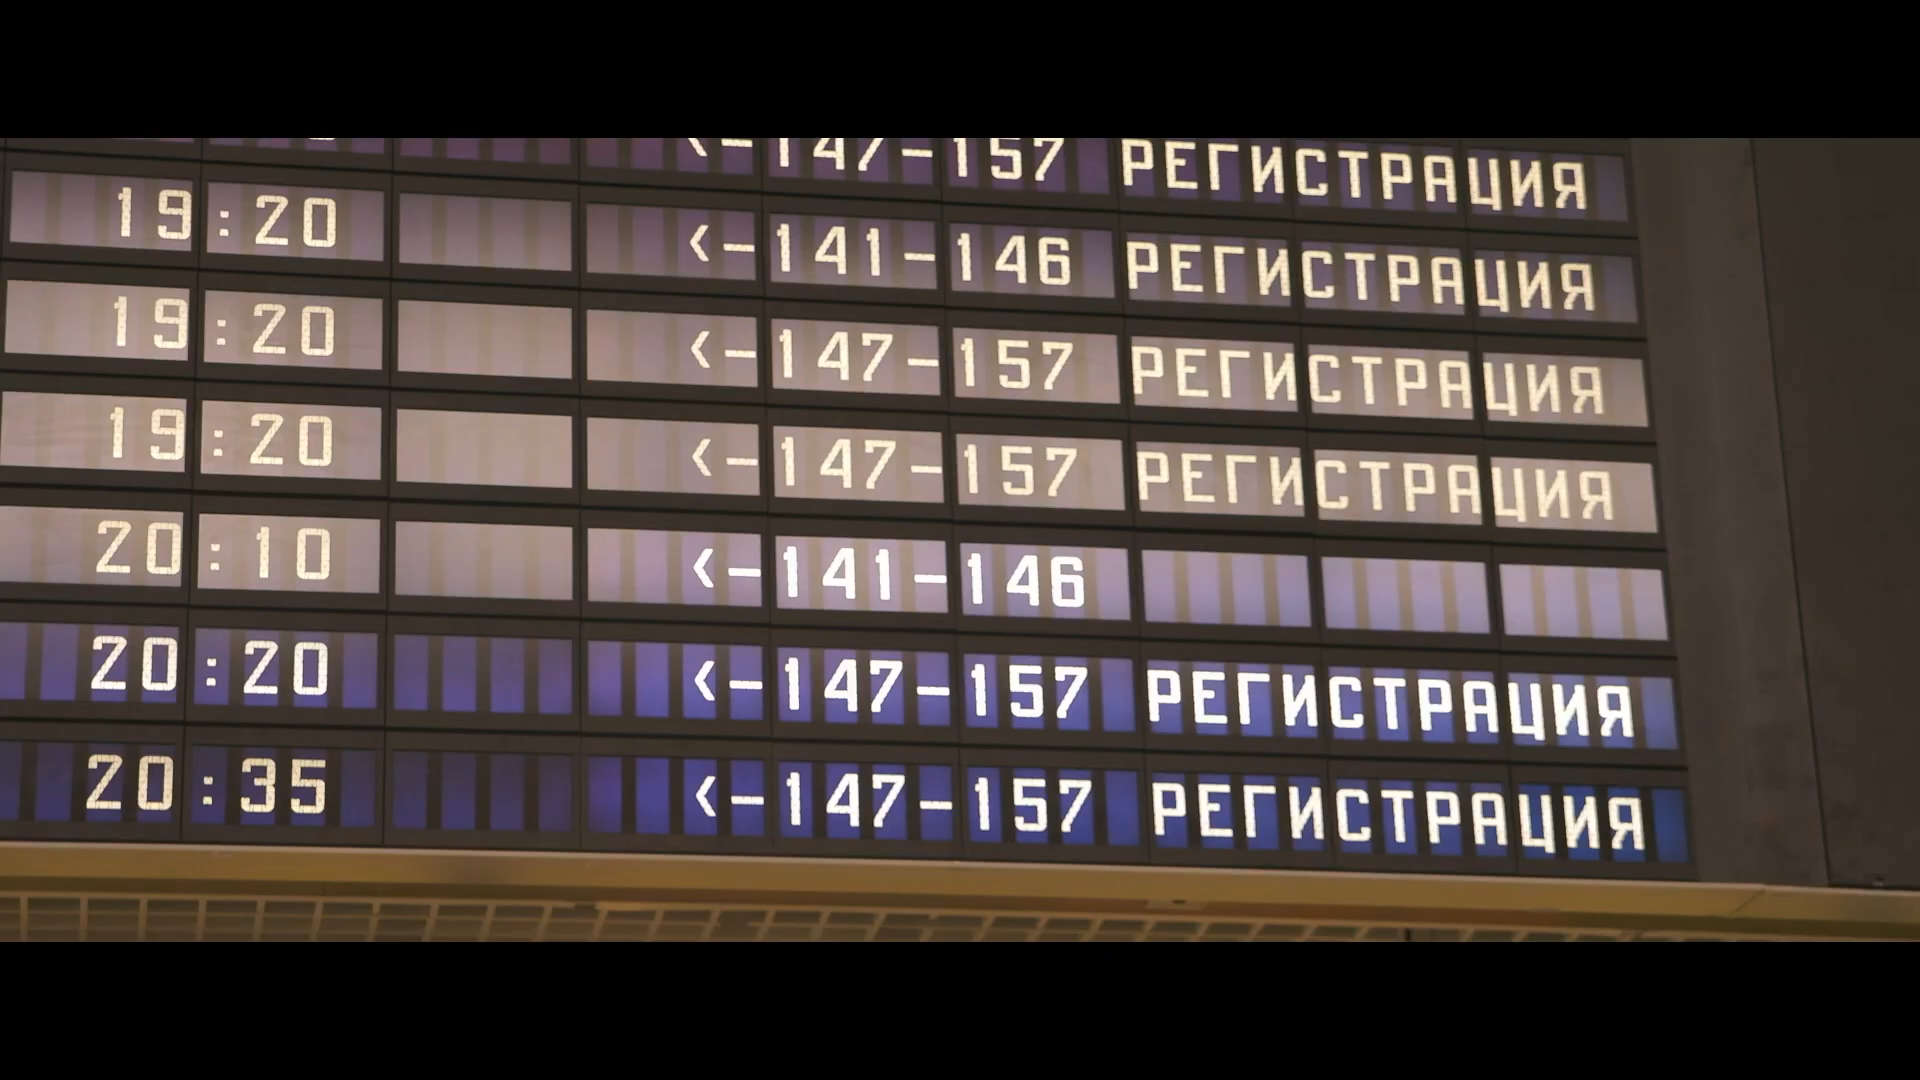 <-147-157 РЕГИСТРАЦИЯ
19:20 <-141-146 РЕГИСТРАЦИЯ
19:20 <-147-157 РЕГИСТРАЦИЯ
19:20 <-147-157 РЕГИСТРАЦИЯ
20:10 <-141-146
20:20 <-147-157 РЕГИСТРАЦИЯ
20:35 <-147-157 РЕГИСТРАЦИЯ